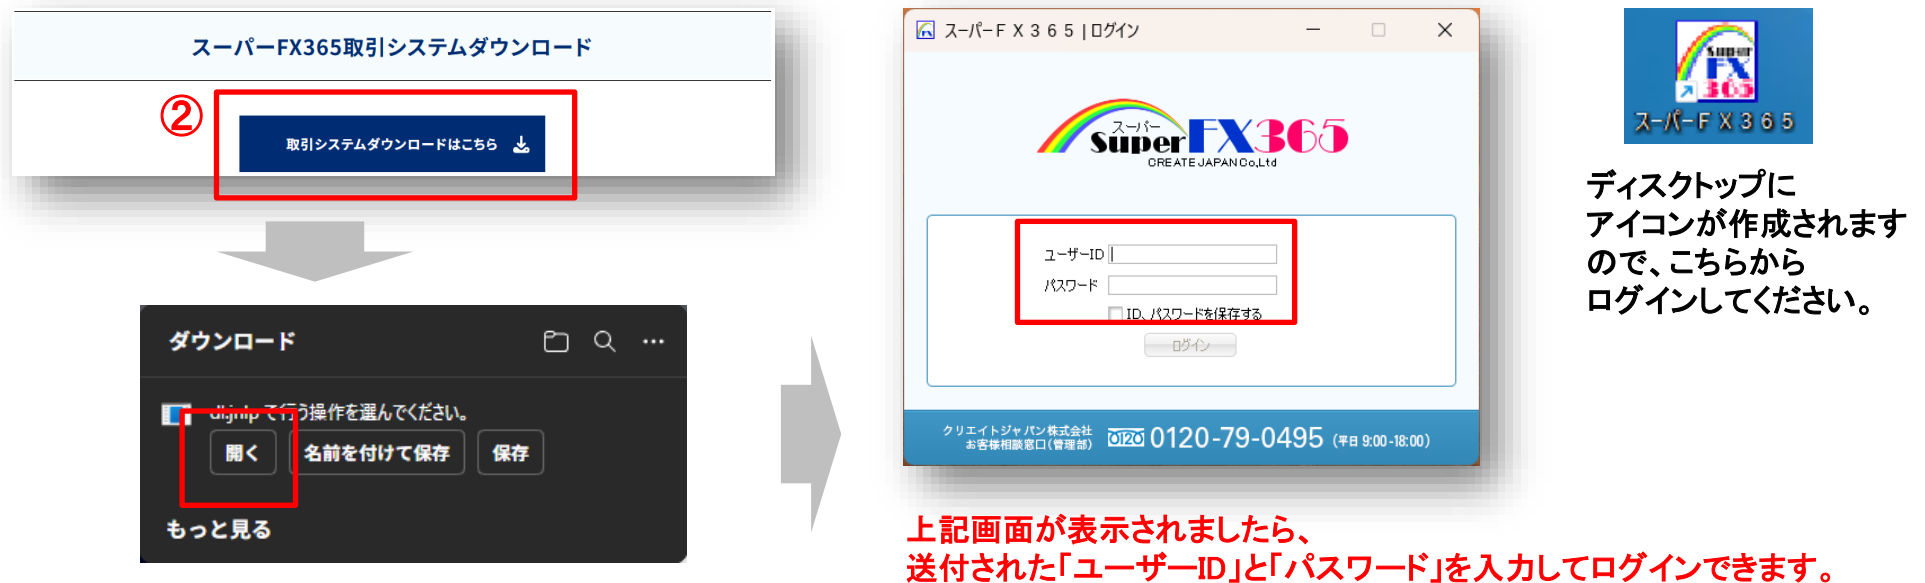 スーパーFX365取引システムダウンロード
②
取引システムダウンロードはこちら
ダウンロード
dl.jnlp で行う操作を選んでください。
開く
名前を付けて保存
保存
もっと見る
スーパーFX365|ログイン
スーパー
Super FX365
CREATE JAPAN Co,Ltd
ユーザーID
パスワード
ID、パスワードを保存する
ログイン
クリエイトジャパン株式会社
お客様相談窓口(管理部)
0120 0120-79-0495 (平日 9:00-18:00)
上記画面が表示されましたら、
送付された「ユーザーID」と「パスワード」を入力してログインできます。
Super
FX
365
スーパーFX365
ディスクトップに
アイコンが作成されます
ので、こちらから
ログインしてください。